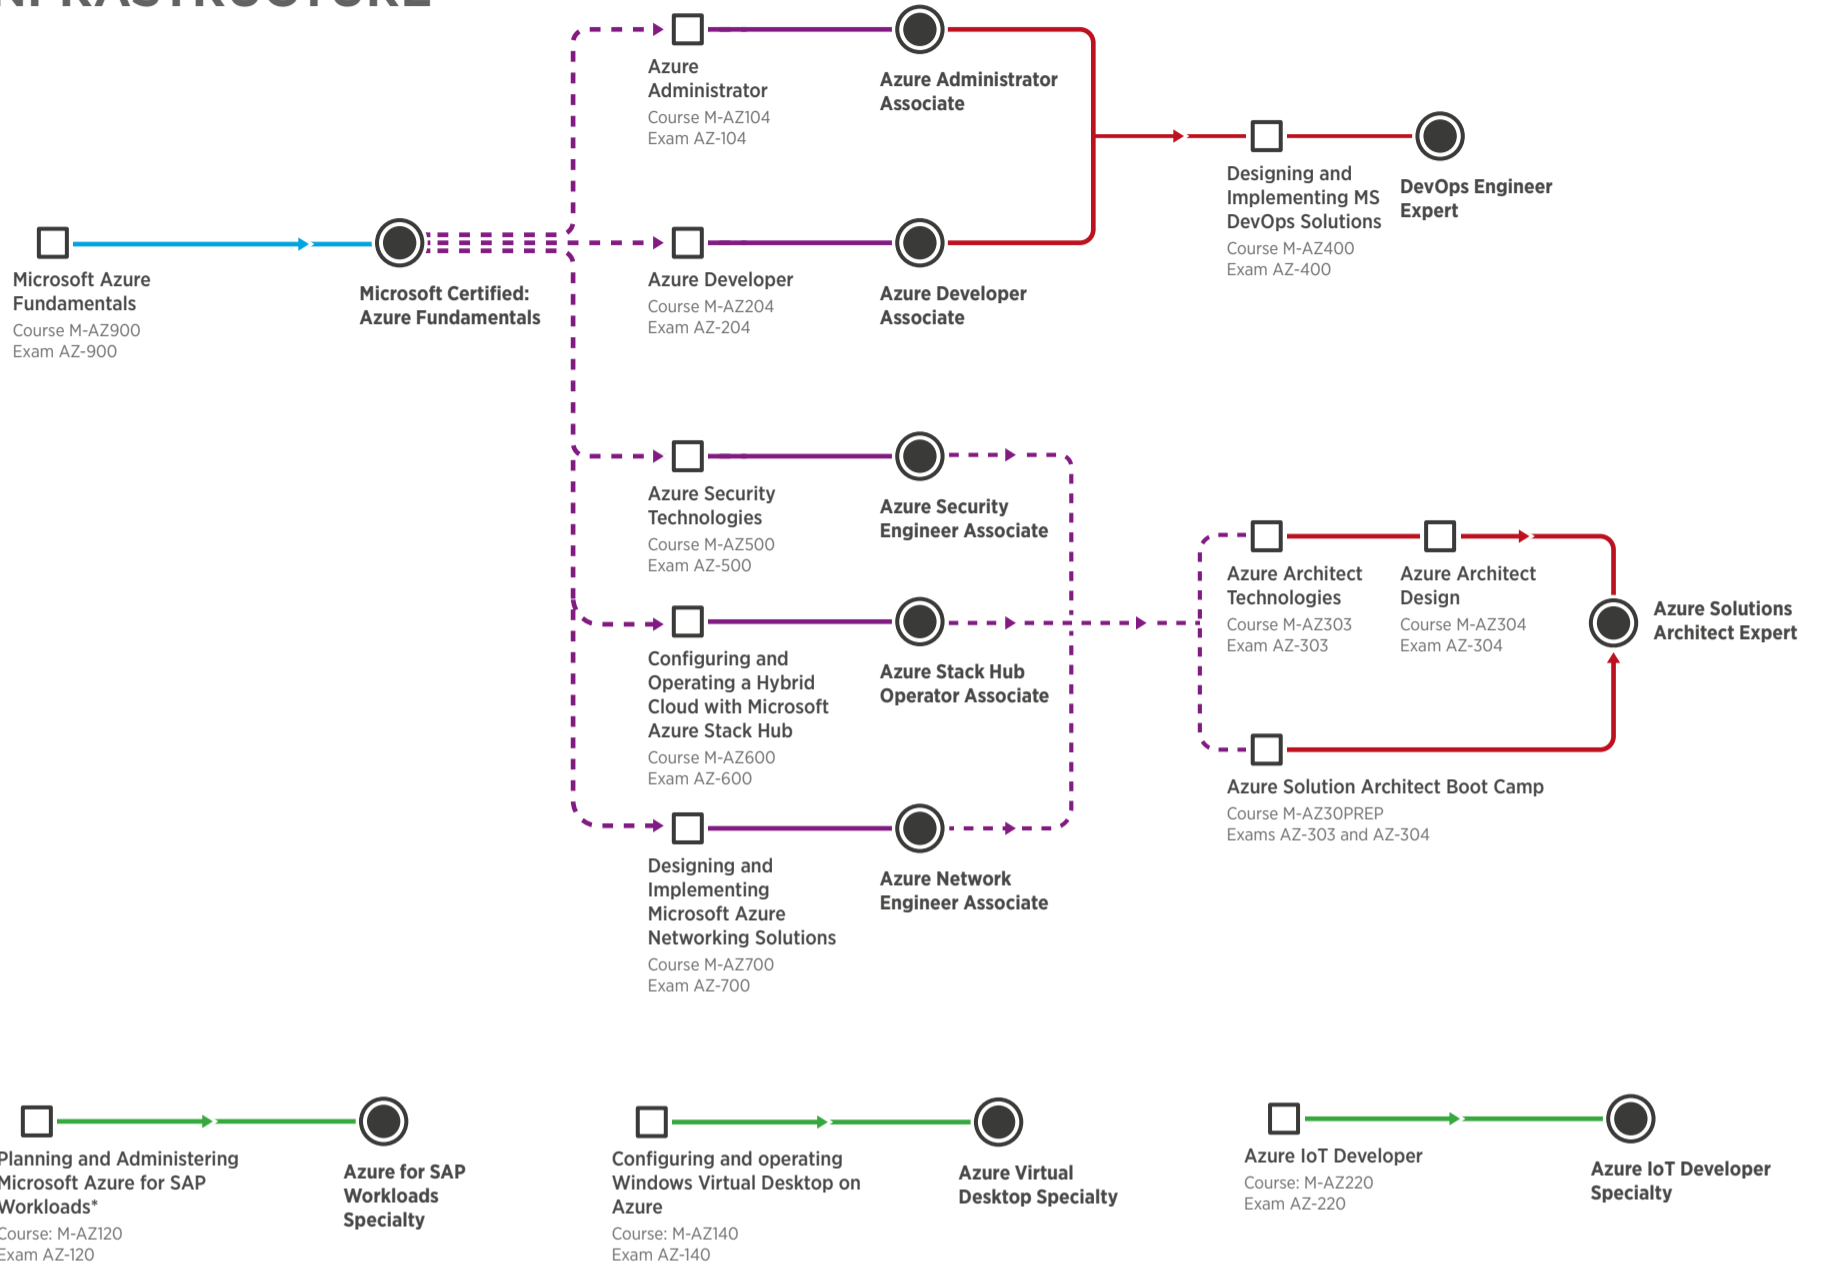 NFRASTRUCTURE
Azure
Administrator
Course M-AZ104
Exam AZ-104
Azure Administrator
Associate
Designing and
Implementing MS
DevOps Solutions
Course M-AZ400
Exam AZ-400
DevOps Engineer
Expert
Microsoft Azure
Fundamentals
Course M-AZ900
Exam AZ-900
Microsoft Certified:
Azure Fundamentals
Azure Developer
Course M-AZ204
Exam AZ-204
Azure Developer
Associate
Azure Security
Technologies
Course M-AZ500
Exam AZ-500
Azure Security
Engineer Associate
Configuring and
Operating a Hybrid
Cloud with Microsoft
Azure Stack Hub
Course M-AZ600
Exam AZ-600
Azure Stack Hub
Operator Associate
Azure Architect
Technologies
Course M-AZ303
Exam AZ-303
Azure Architect
Design
Course M-AZ304
Exam AZ-304
Azure Solutions
Architect Expert
Azure Solution Architect Boot Camp
Course M-AZ30PREP
Exams AZ-303 and AZ-304
Designing and
Implementing
Microsoft Azure
Networking Solutions
Course M-AZ700
Exam AZ-700
Azure Network
Engineer Associate
Planning and Administering
Microsoft Azure for SAP
Workloads*
Course: M-AZ120
Exam AZ-120
Azure for SAP
Workloads
Specialty
Configuring and operating
Windows Virtual Desktop on
Azure
Course: M-AZ140
Exam AZ-140
Azure Virtual
Desktop Specialty
Azure IoT Developer
Course: M-AZ220
Exam AZ-220
Azure IoT Developer
Specialty